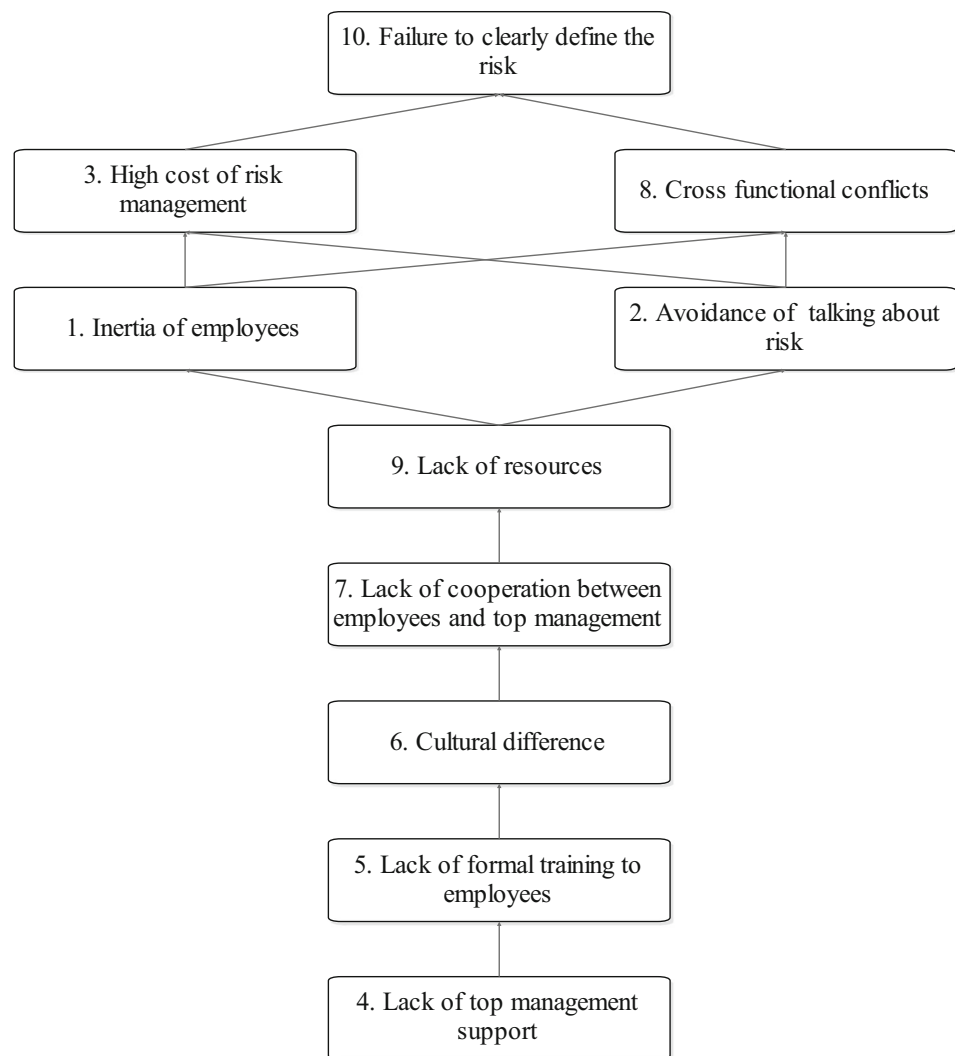 10. Failure to clearly define the
risk
3. High cost of risk
management
8. Cross functional conflicts
1. Inertia of employees
2. Avoidance of talking about
risk
9. Lack of resources
7. Lack of cooperation between
employees and top management
6. Cultural difference
5. Lack of formal training to
employees
4. Lack of top management
support